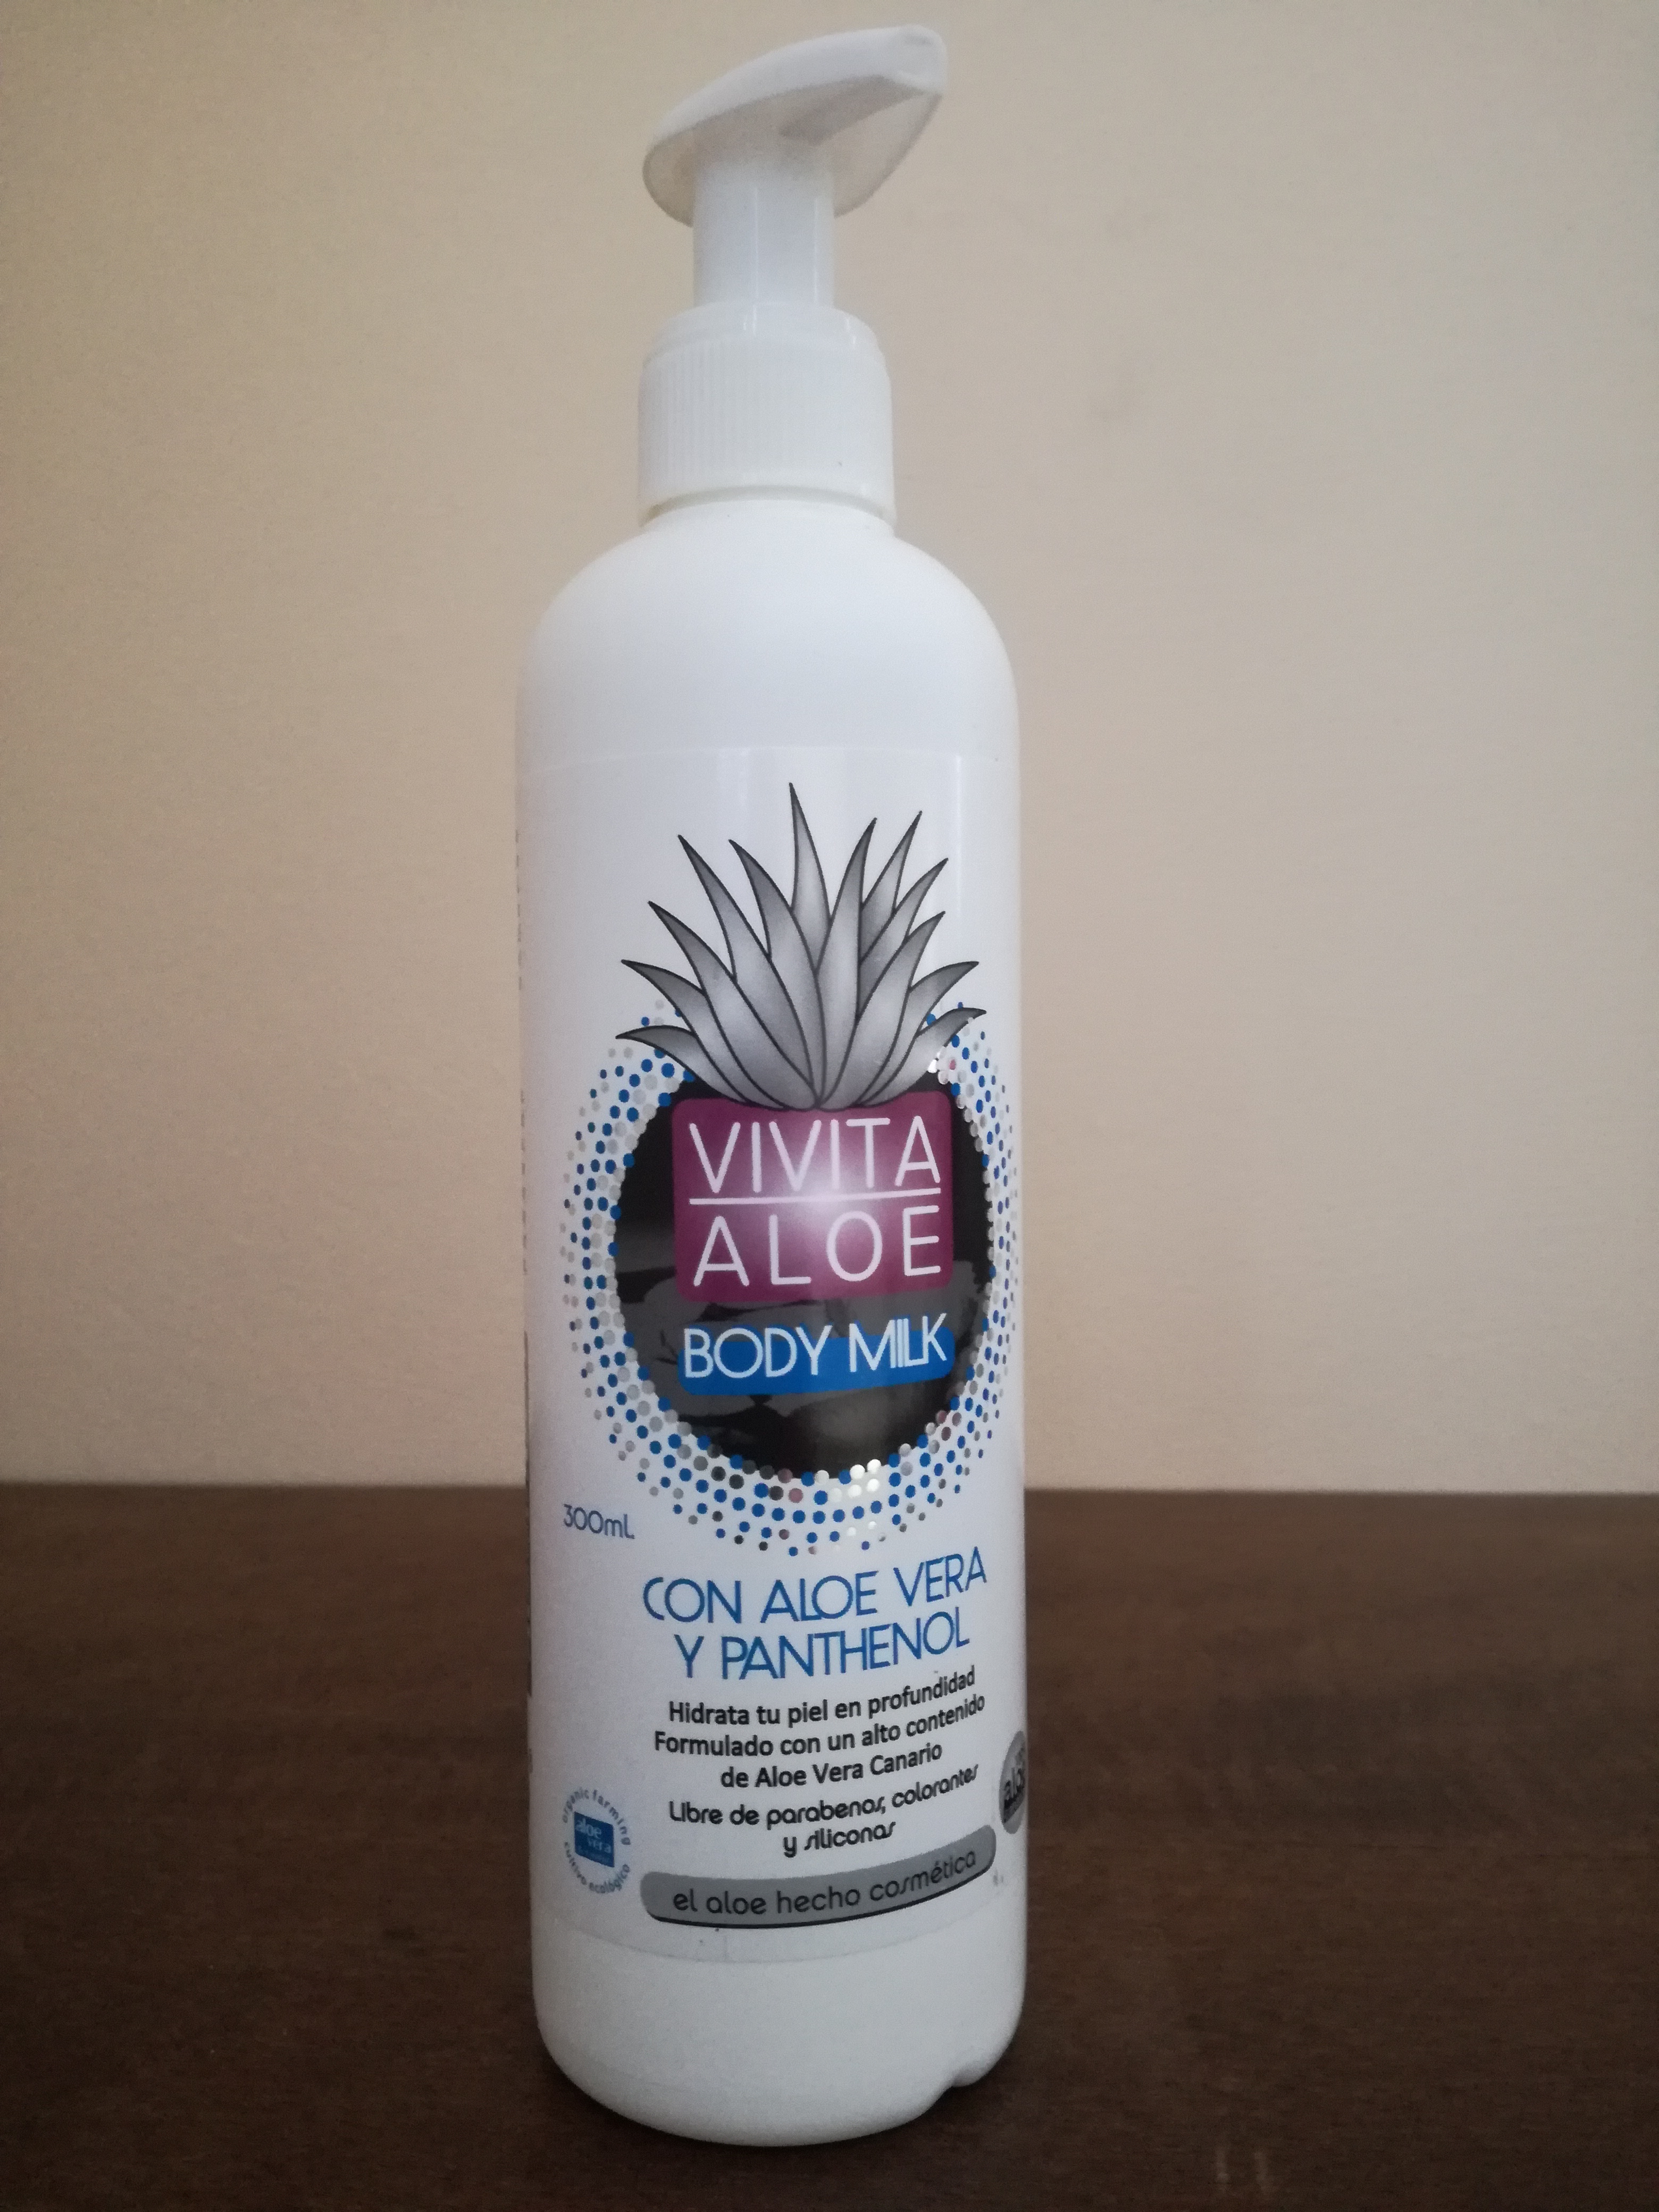 VIVITA
ALOE
BODY MILK
300ml.
CON ALOE VERA
Y PANTHENOL
Hidrata tu piel en profundidad
Formulado con un alto contenido
de Aloe Vera Canario
Libre de parabenos, colorantes
y siliconas
organic farming
aloe
vera
cultivo ecológico
el aloe hecho cosmética